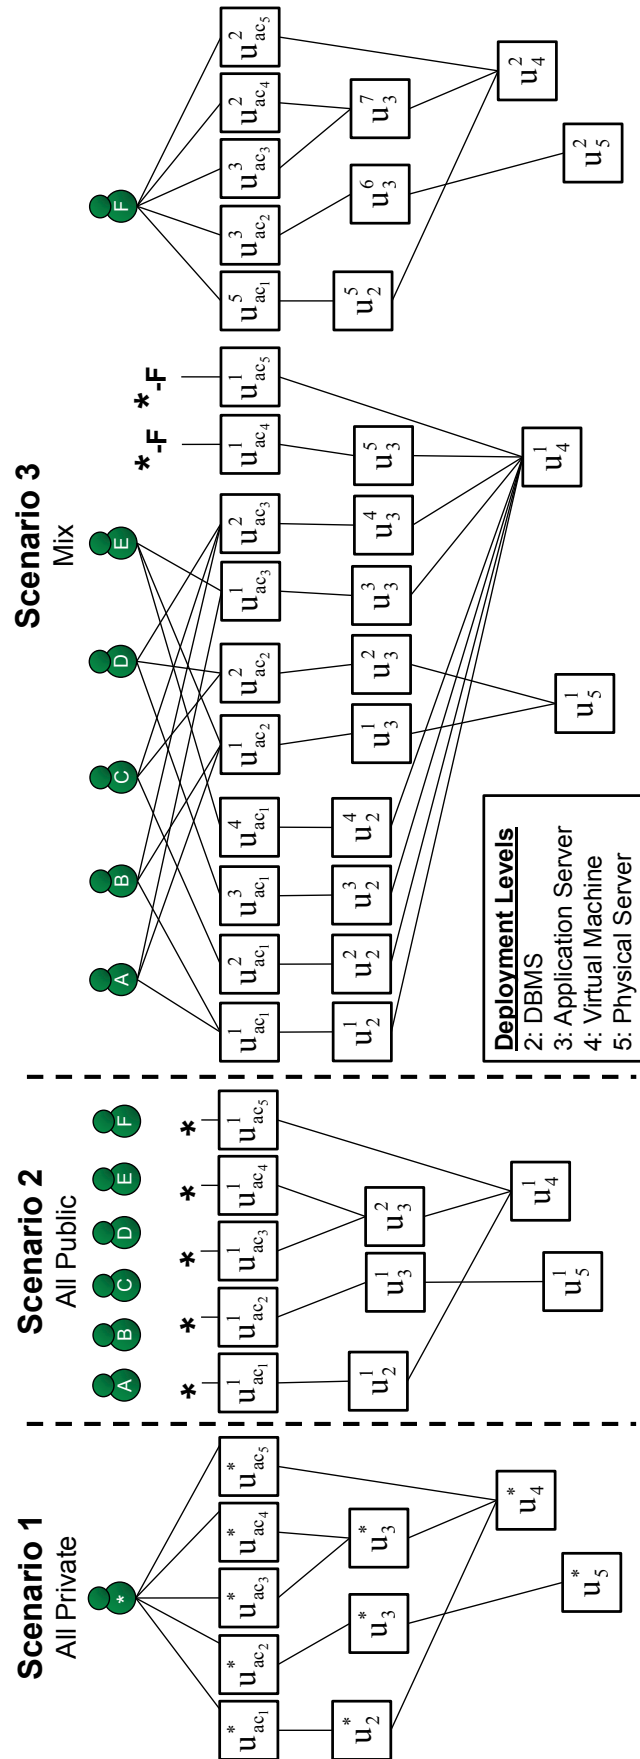 Scenario 1
All Private
*
u*ac₁ u*ac₂ u*ac₃ u*ac₄ u*ac₅
u*₂ u*₃ u*₃
u*₄
u*₅
Scenario 2
All Public
A B C D E F
* * * * *
u¹ac₁ u¹ac₂ u¹ac₃ u¹ac₄ u¹ac₅
u¹₂ u¹₃ u²₃
u¹₄
u¹₅
Scenario 3
Mix
A B C D E *-F *-F F
u¹ac₁ u²ac₁ u³ac₁ u⁴ac₁ u¹ac₂ u²ac₂ u¹ac₃ u²ac₃ u¹ac₄ u¹ac₅ u⁵ac₁ u³ac₂ u³ac₃ u²ac₄ u²ac₅
u¹₂ u²₂ u³₂ u⁴₂ u¹₃ u²₃ u³₃ u⁴₃ u⁵₃ u⁵₂ u⁶₃ u⁷₃
u¹₄ u²₄
u¹₅ u²₅
Deployment Levels
2: DBMS
3: Application Server
4: Virtual Machine
5: Physical Server